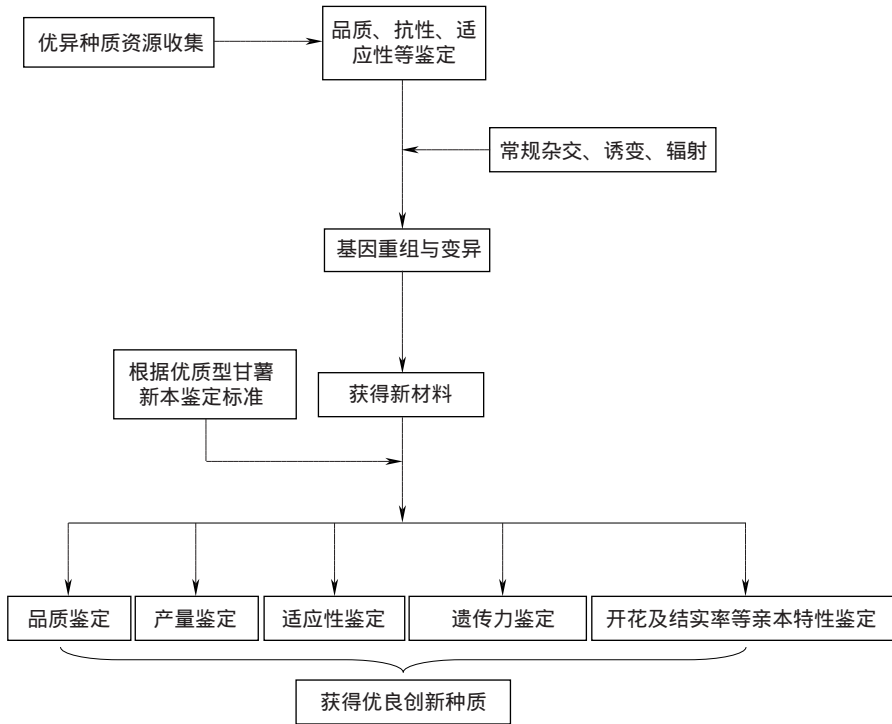 优异种质资源收集
品质、抗性、适
应性等鉴定
常规杂交、诱变、辐射
基因重组与变异
根据优质型甘薯
新本鉴定标准
获得新材料
品质鉴定
产量鉴定
适应性鉴定
遗传力鉴定
开花及结实率等亲本特性鉴定
获得优良创新种质